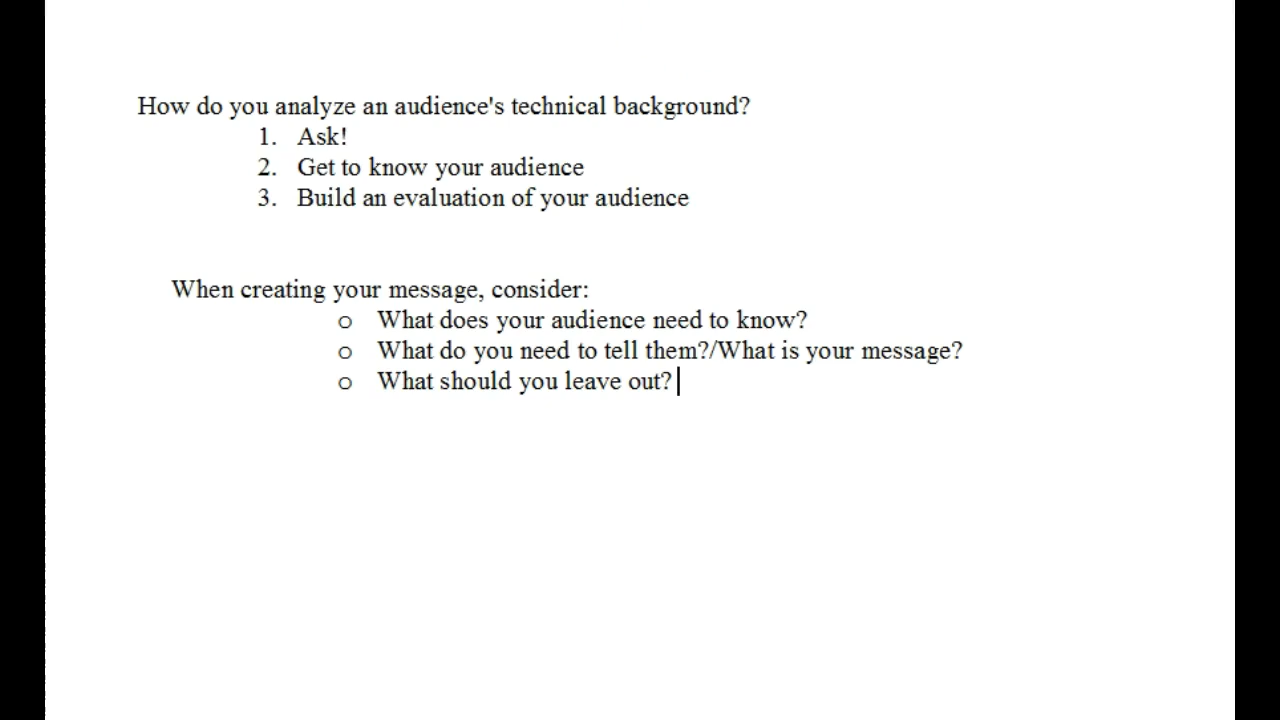 How do you analyze an audience's technical background?
1. Ask!
2. Get to know your audience
3. Build an evaluation of your audience
When creating your message, consider:
o What does your audience need to know?
o What do you need to tell them?/What is your message?
o What should you leave out?